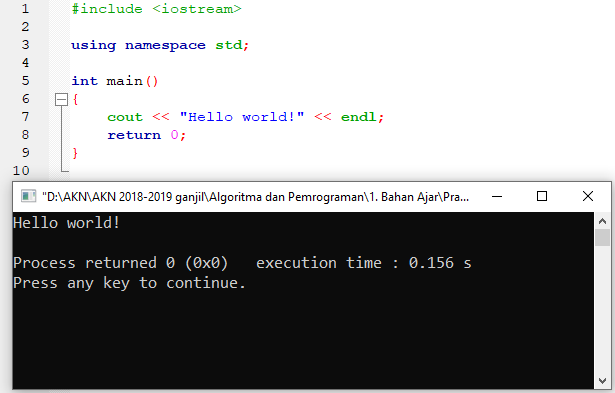 1 #include <iostream>
2
3 using namespace std;
4
5 int main()
6 {
7 cout << "Hello world!" << endl;
8 return 0;
9 }
10
"D:\AKN\AKN 2018-2019 ganjil\Algoritma dan Pemrograman\1. Bahan Ajar\Pra...
Hello world!
Process returned 0 (0x0) execution time : 0.156 s
Press any key to continue.